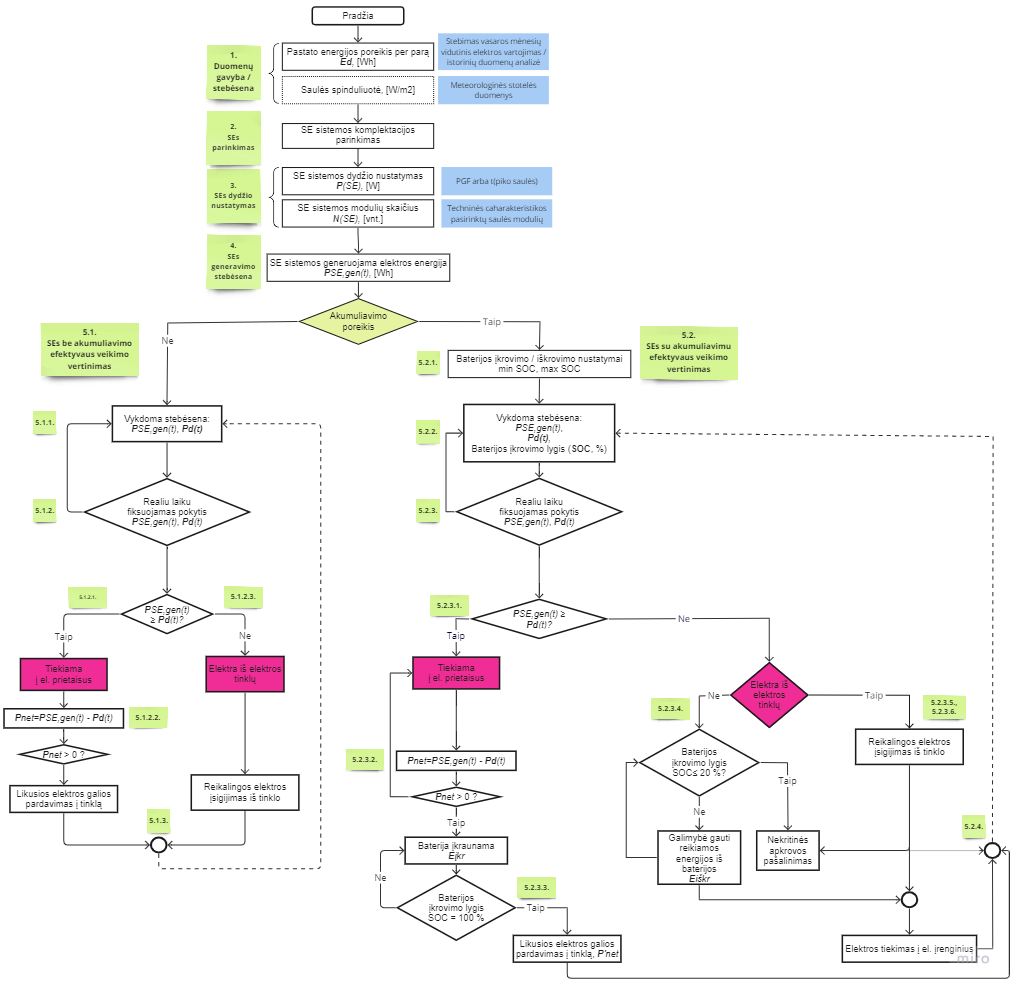 Pradžia
1.
Duomenų
gavyba /
stebėsena
Pastato energijos poreikis per parą
Ed, [Wh]
Stebimas vasaros mėnesių
vidutinis elektros vartojimas /
istorinių duomenų analizė
Saulės spinduliuotė, [W/m2]
Meteorologinės stotelės
duomenys
2.
SEs
parinkimas
SE sistemos komplektacijos
parinkimas
3.
SEs dydžio
nustatymas
SE sistemos dydžio nustatymas
P(SE), [W]
PGF arba t(piko saulės)
SE sistemos modulių skaičius
N(SE), [vnt.]
Techninės caharakteristikos
pasirinktų saulės modulių
4.
SEs
generavimo
stebėsena
SE sistemos generuojama elektros energija
PSE,gen(t), [Wh]
Akumuliavimo
poreikis
Ne
Taip
5.1.
SEs be akumuliavimo
efektyvaus veikimo
vertinimas
5.2.
SEs su akumuliavimu
efektyvaus veikimo
vertinimas
5.2.1.
Baterijos įkrovimo / iškrovimo nustatymai
min SOC, max SOC
5.1.1.
Vykdoma stebėsena:
PSE,gen(t), Pd(t)
5.2.2.
Vykdoma stebėsena:
PSE,gen(t),
Pd(t),
Baterijos įkrovimo lygis (SOC, %)
5.1.2.
Realiu laiku
fiksuojamas pokytis
PSE,gen(t), Pd(t)
5.2.3.
Realiu laiku
fiksuojamas pokytis
PSE,gen(t), Pd(t)
5.1.2.1.
5.1.2.3.
PSE,gen(t)
≥ Pd(t)?
Taip
Ne
5.2.3.1.
PSE,gen(t) ≥
Pd(t)?
Taip
Ne
Tiekiama
į el. prietaisus
Elektra iš elektros
tinklų
Tiekiama
į el. prietaisus
Elektra iš
elektros
tinklų
Ne
Taip
5.2.3.4.
5.2.3.5.,
5.2.3.6.
Pnet=PSE,gen(t) - Pd(t)
5.1.2.2.
Pnet > 0 ?
Likusios elektros galios
pardavimas į tinklą
Reikalingos elektros
įsigijimas iš tinklo
5.1.3.
5.2.3.2.
Pnet=PSE,gen(t) - Pd(t)
Pnet > 0 ?
Taip
Baterija įkraunama
Eįkr
Ne
Baterijos
įkrovimo lygis
SOC = 100 %
5.2.3.3.
Taip
Likusios elektros galios
pardavimas į tinklą, P'net
Baterijos
įkrovimo lygis
SOC≤ 20 %?
Taip
Ne
Reikalingos elektros
įsigijimas iš tinklo
Galimybė gauti
reikiamos
energijos iš
baterijos
Eiškr
Nekritinės
apkrovos
pašalinimas
5.2.4.
Elektros tiekimas į el. įrenginius
miro